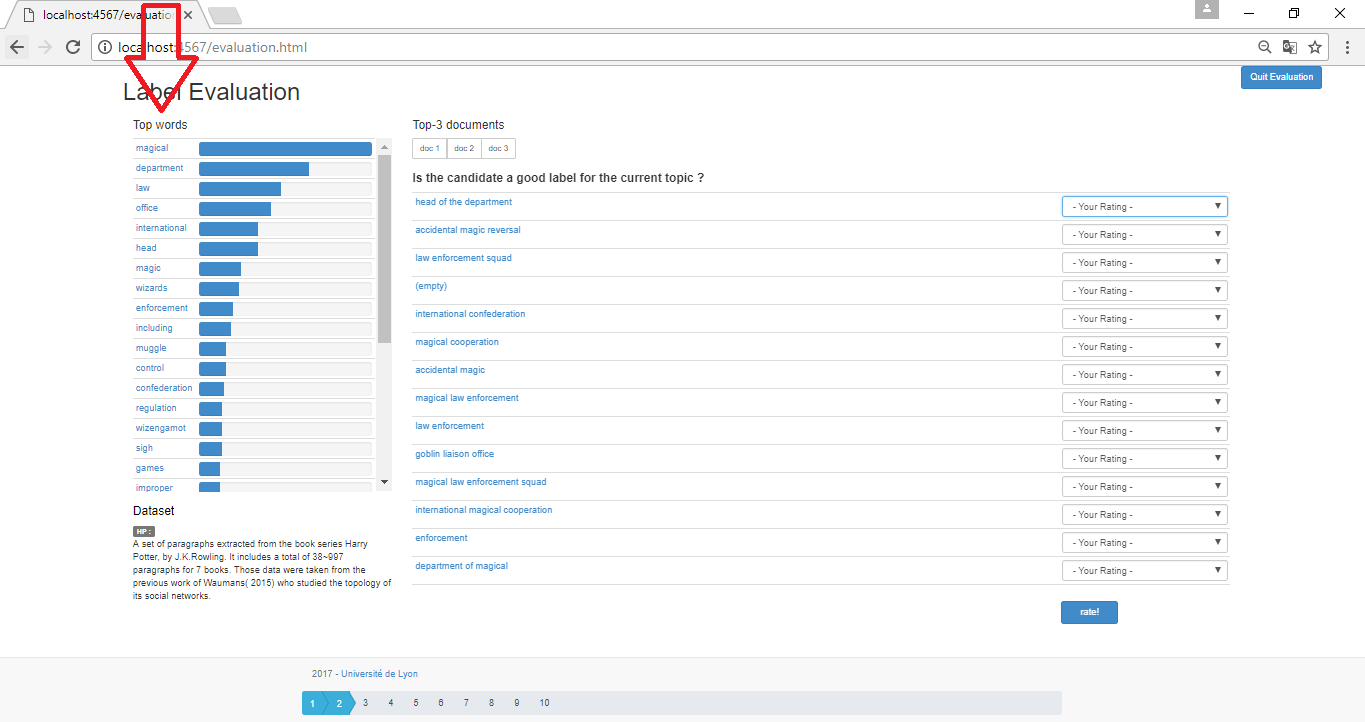 localhost:4567/evaluation
localhost:4567/evaluation.html
Quit Evaluation
Label Evaluation
Top words
magical
department
law
office
international
head
magic
wizards
enforcement
including
muggle
control
confederation
regulation
wizengamot
sigh
games
improper
Dataset
HP :
A set of paragraphs extracted from the book series Harry
Potter, by J.K.Rowling. It includes a total of 38~997
paragraphs for 7 books. Those data were taken from the
previous work of Waumans( 2015) who studied the topology of
its social networks.
Top-3 documents
doc 1 doc 2 doc 3
Is the candidate a good label for the current topic ?
head of the department - Your Rating -
accidental magic reversal - Your Rating -
law enforcement squad - Your Rating -
(empty) - Your Rating -
international confederation - Your Rating -
magical cooperation - Your Rating -
accidental magic - Your Rating -
magical law enforcement - Your Rating -
law enforcement - Your Rating -
goblin liaison office - Your Rating -
magical law enforcement squad - Your Rating -
international magical cooperation - Your Rating -
enforcement - Your Rating -
department of magical - Your Rating -
rate!
2017 - Université de Lyon
1 2 3 4 5 6 7 8 9 10